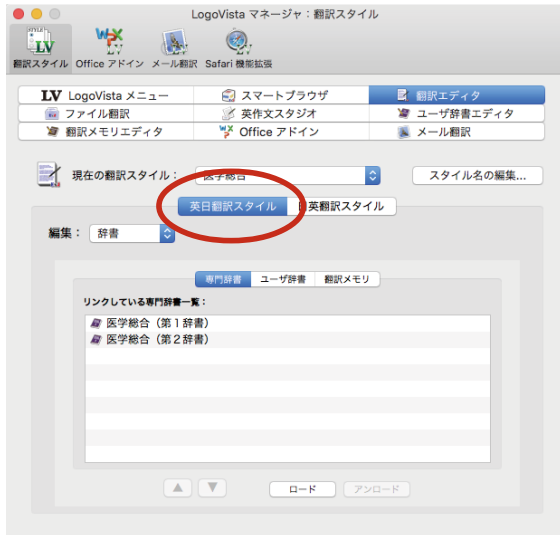 LogoVista マネージャ：翻訳スタイル
STYLE
LV
翻訳スタイル Office アドイン メール翻訳 Safari 機能拡張
LV LogoVista メニュー スマートブラウザ 翻訳エディタ
ファイル翻訳 英作文スタジオ ユーザ辞書エディタ
翻訳メモリエディタ Office アドイン メール翻訳
現在の翻訳スタイル： 医学総合 スタイル名の編集...
英日翻訳スタイル 日英翻訳スタイル
編集： 辞書
専門辞書 ユーザ辞書 翻訳メモリ
リンクしている専門辞書一覧：
医学総合（第１辞書）
医学総合（第２辞書）
ロード アンロード